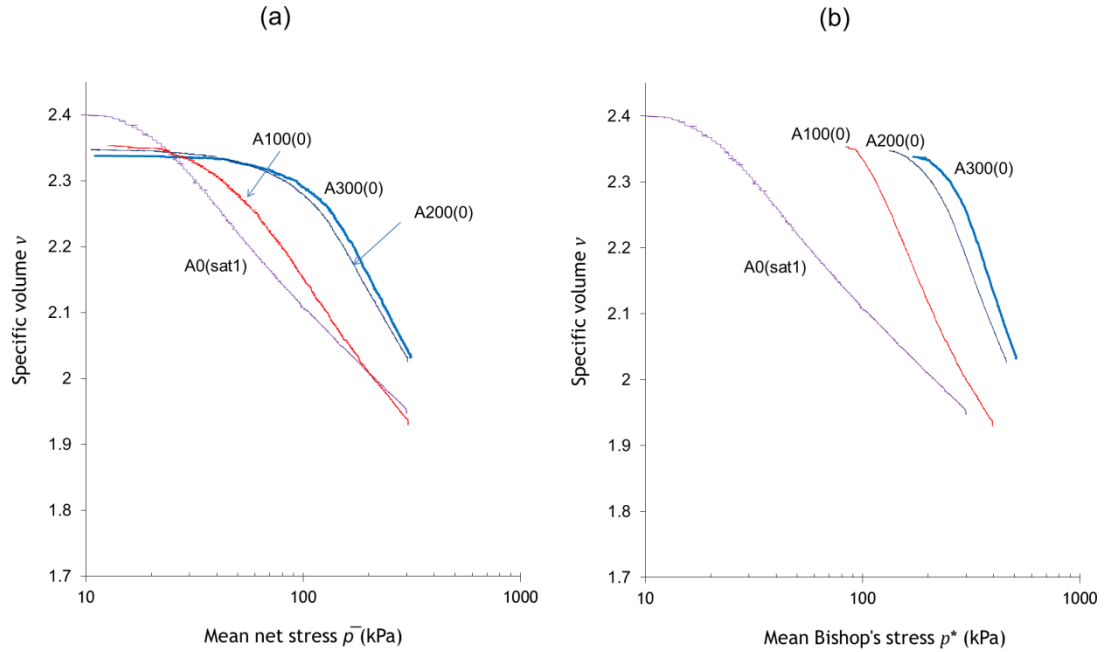 (a)
2.4
2.3
2.2
2.1
2
1.9
1.8
1.7
10
100
1000
Specific volume v
Mean net stress p̅ (kPa)
A100(0)
A300(0)
A200(0)
A0(sat1)
(b)
2.4
2.3
2.2
2.1
2
1.9
1.8
1.7
10
100
1000
Specific volume v
Mean Bishop's stress p* (kPa)
A100(0)
A200(0)
A300(0)
A0(sat1)